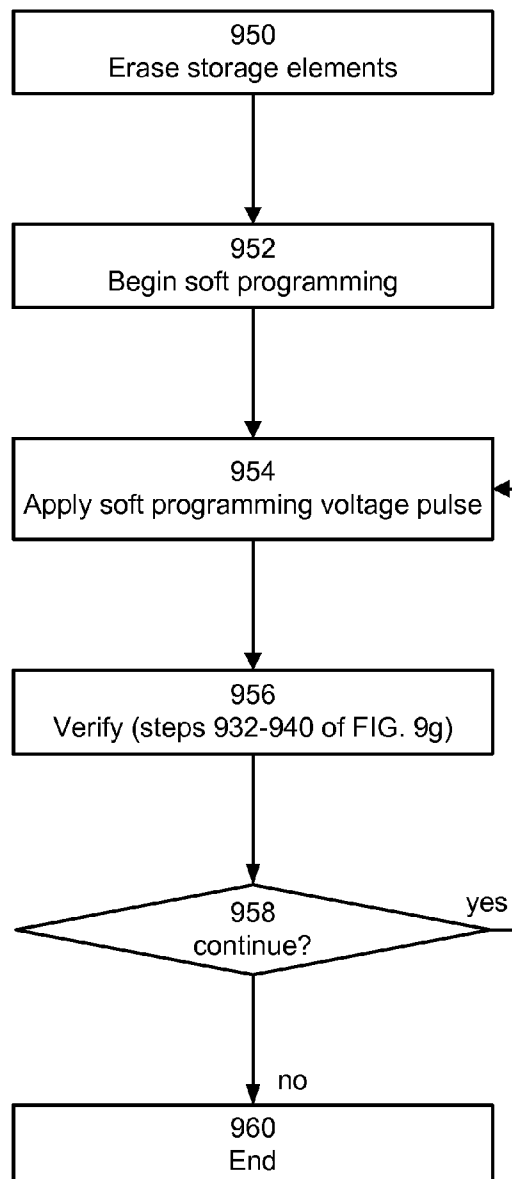 950
Erase storage elements
952
Begin soft programming
954
Apply soft programming voltage pulse
956
Verify (steps 932-940 of FIG. 9g)
958
continue?
yes
no
960
End